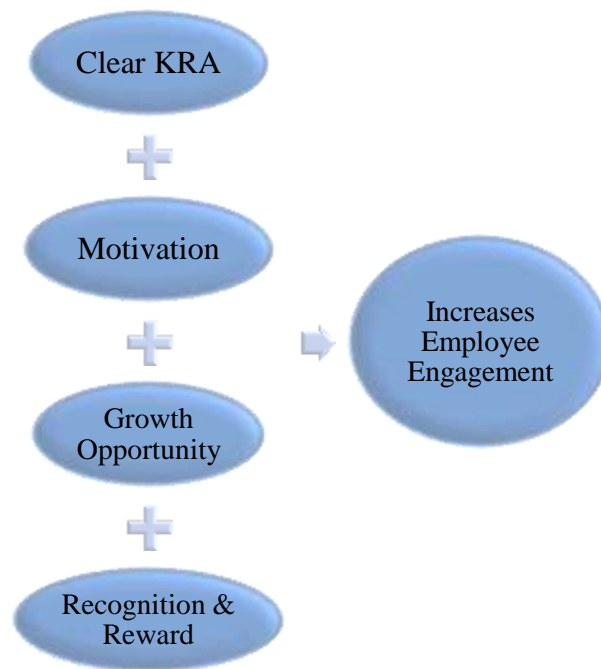 Clear KRA
Motivation
Growth
Opportunity
Recognition &
Reward
Increases
Employee
Engagement